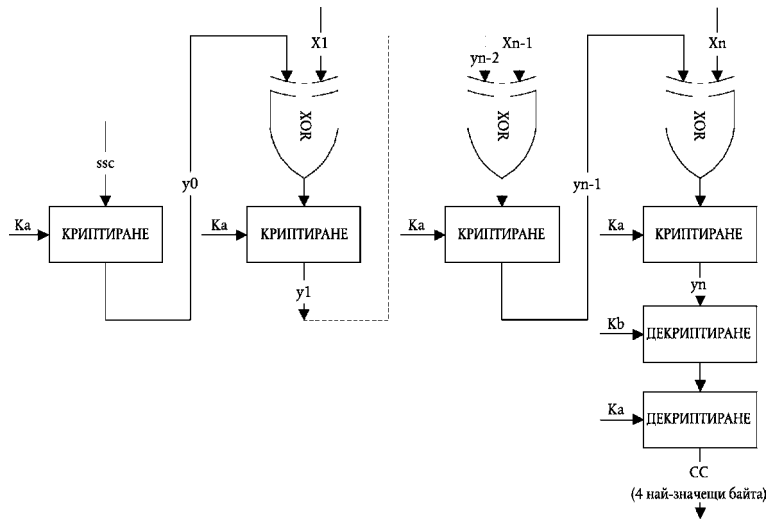 X1
Xn-1
Xn
yn-2
XOR
XOR
XOR
ssc
y0
yn-1
Ka
КРИПТИРАНЕ
Ka
КРИПТИРАНЕ
Ka
КРИПТИРАНЕ
Ka
КРИПТИРАНЕ
y1
yn
Kb
ДЕКРИПТИРАНЕ
Ka
ДЕКРИПТИРАНЕ
CC
(4 най-значещи байта)